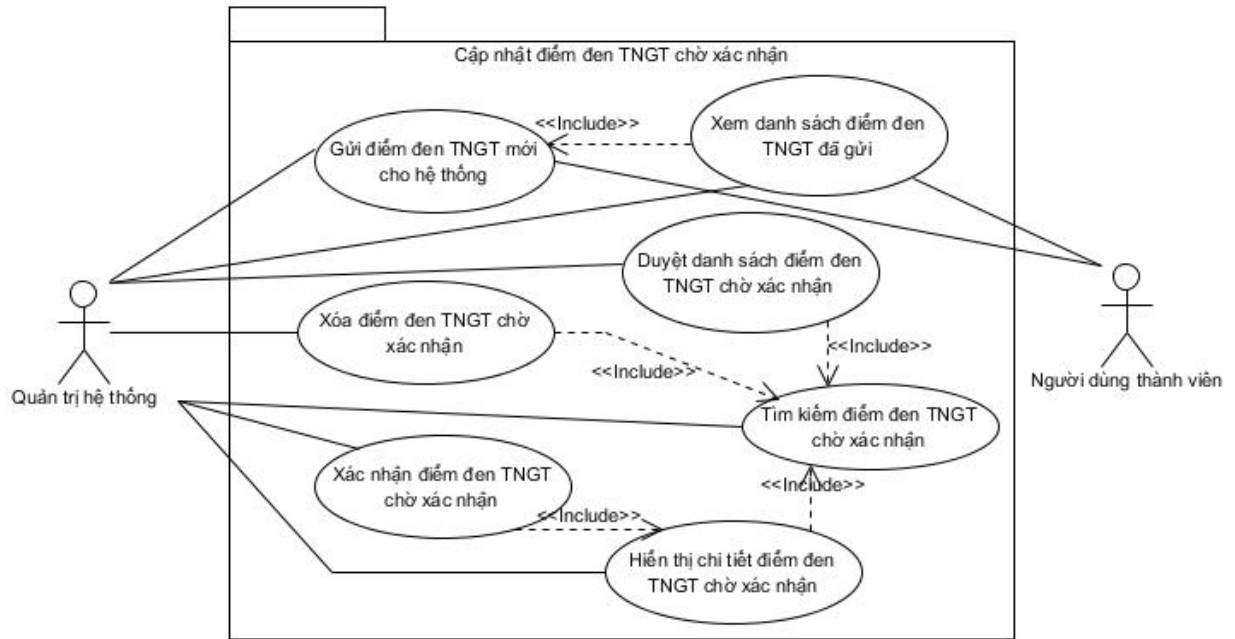 Cập nhật điểm đen TNGT chờ xác nhận
<<Include>>
Xem danh sách điểm đen
TNGT đã gửi
Gửi điểm đen TNGT mới
cho hệ thống
Duyệt danh sách điểm đen
TNGT chờ xác nhận
Xóa điểm đen TNGT chờ
xác nhận
<<Include>>
<<Include>>
Quản trị hệ thống
Người dùng thành viên
Tìm kiếm điểm đen TNGT
chờ xác nhận
Xác nhận điểm đen TNGT
chờ xác nhận
<<Include>>
<<Include>>
Hiển thị chi tiết điểm đen
TNGT chờ xác nhận